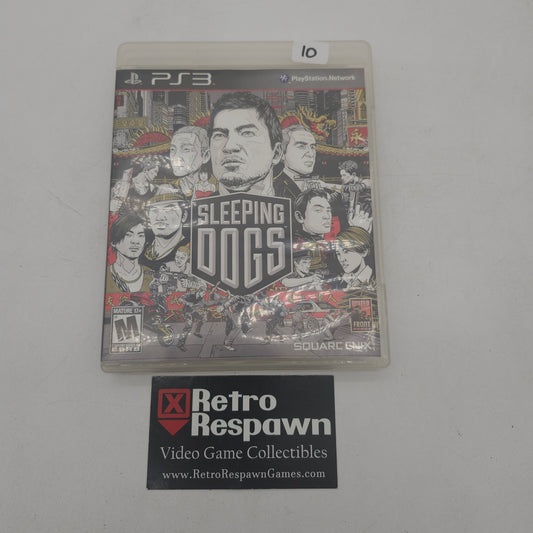 10
PS3
PlayStation.Network
永
SLEEPING
DOGS
MATURE 17+
M
ESRB
FRONT
SQUARE ENIX
Retro
Respawn
Video Game Collectibles
www.RetroRespawnGames.com